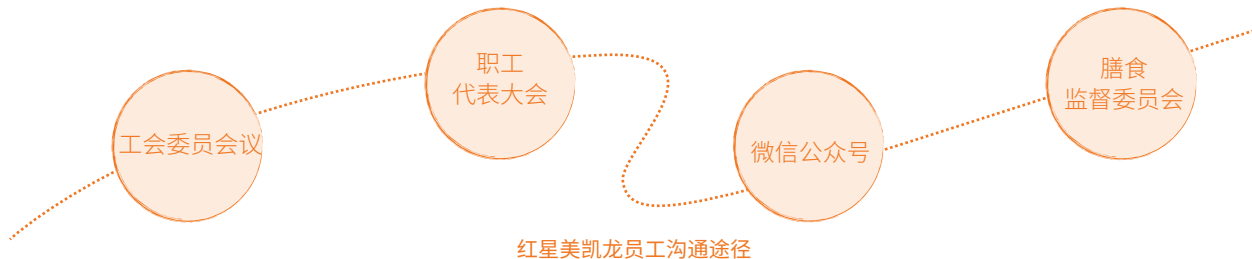 工会委员会议
职工
代表大会
微信公众号
膳食
监督委员会
红星美凯龙员工沟通途径